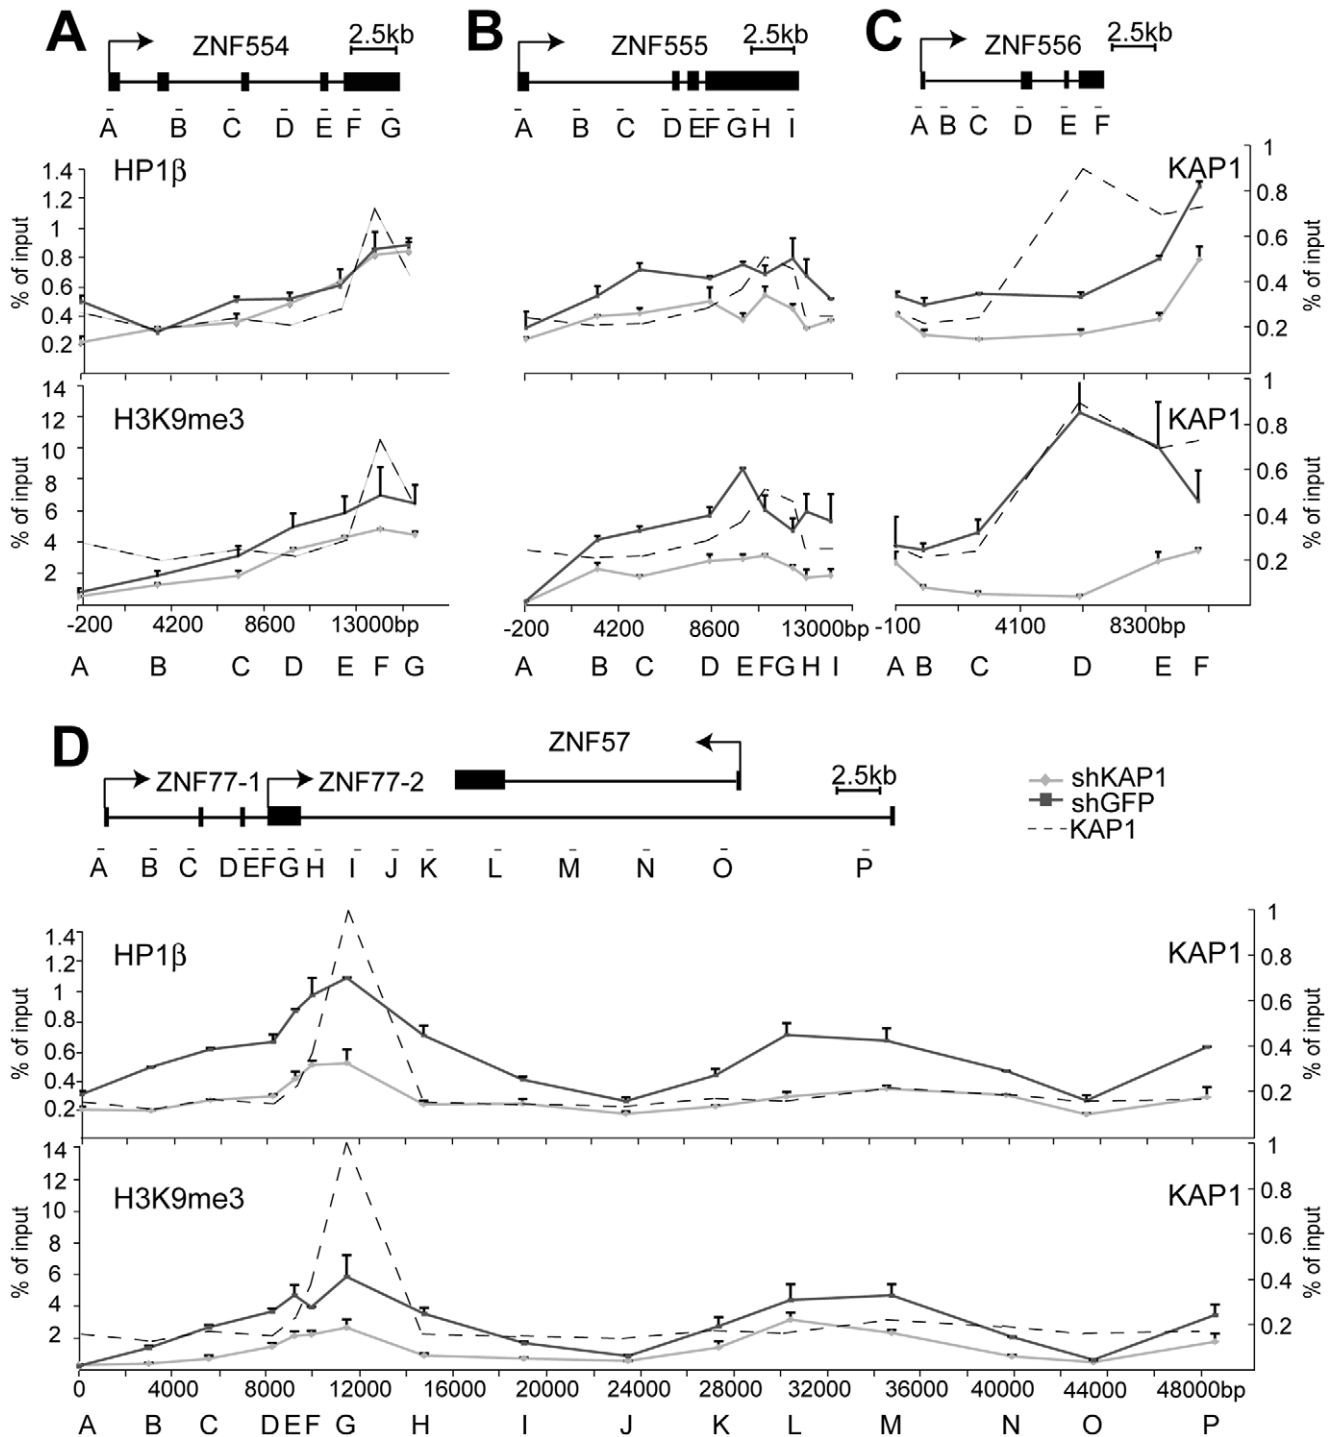 A
ZNF554
2.5kb
A B C D E F G
B
ZNF555
2.5kb
A B C D E F G H I
C
ZNF556
2.5kb
A B C D E F
HP1β
KAP1
% of input
1.4
1.2
1
0.8
0.6
0.4
0.2
1
0.8
0.6
0.4
0.2
% of input
H3K9me3
KAP1
% of input
14
12
10
8
6
4
2
1
0.8
0.6
0.4
0.2
% of input
-200 4200 8600 13000bp
-200 4200 8600 13000bp
-100 4100 8300bp
A B C D E F G
A B C D E F G H I
A B C D E F
D
ZNF77-1
ZNF77-2
ZNF57
2.5kb
shKAP1
shGFP
KAP1
A B C D E F G H I J K L M N O P
HP1β
KAP1
% of input
1.4
1.2
1
0.8
0.6
0.4
0.2
1
0.8
0.6
0.4
0.2
% of input
H3K9me3
KAP1
% of input
14
12
10
8
6
4
2
1
0.8
0.6
0.4
0.2
% of input
0 4000 8000 12000 16000 20000 24000 28000 32000 36000 40000 44000 48000bp
A B C D E F G H I J K L M N O P